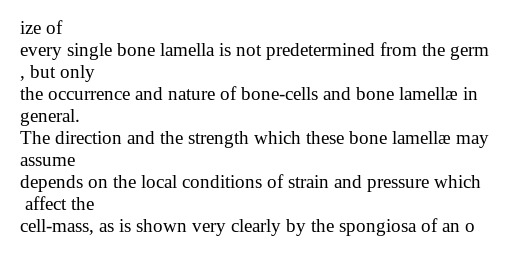 ize of
every single bone lamella is not predetermined from the germ
, but only
the occurrence and nature of bone-cells and bone lamellæ in
general.
The direction and the strength which these bone lamellæ may
assume
depends on the local conditions of strain and pressure which
affect the
cell-mass, as is shown very clearly by the spongiosa of an o